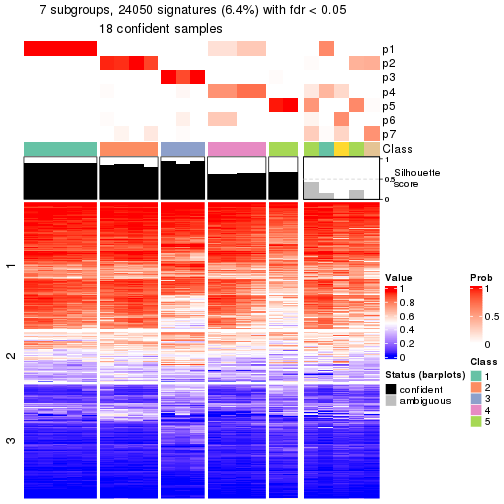 7 subgroups, 24050 signatures (6.4%) with fdr < 0.05
18 confident samples
p1
p2
p3
p4
p5
p6
p7
Class
1
0.5
0
Silhouette
score
1
2
3
Value
1
0.8
0.6
0.4
0.2
0
Status (barplots)
confident
ambiguous
Prob
1
0.5
0
Class
1
2
3
4
5